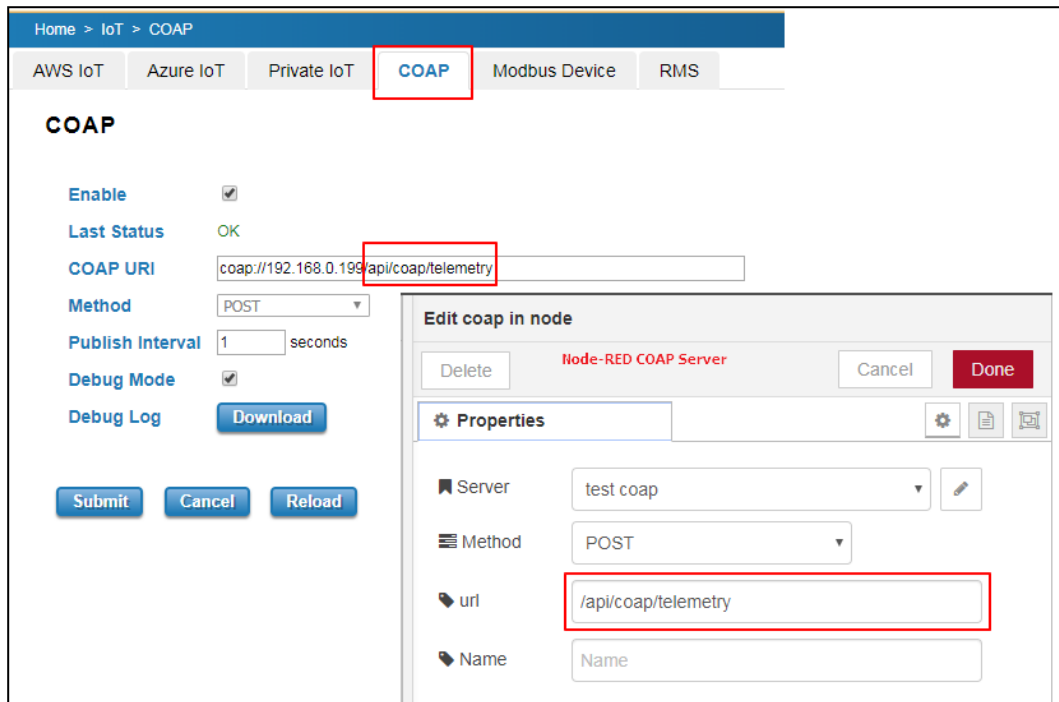 Home > IoT > COAP
AWS IoT Azure IoT Private IoT COAP Modbus Device RMS
COAP
Enable
Last Status OK
COAP URI coap://192.168.0.199/api/coap/telemetry
Method POST
Publish Interval 1 seconds
Debug Mode
Debug Log Download
Submit Cancel Reload
Edit coap in node
Delete Node-RED COAP Server Cancel Done
Properties
Server test coap
Method POST
url /api/coap/telemetry
Name Name